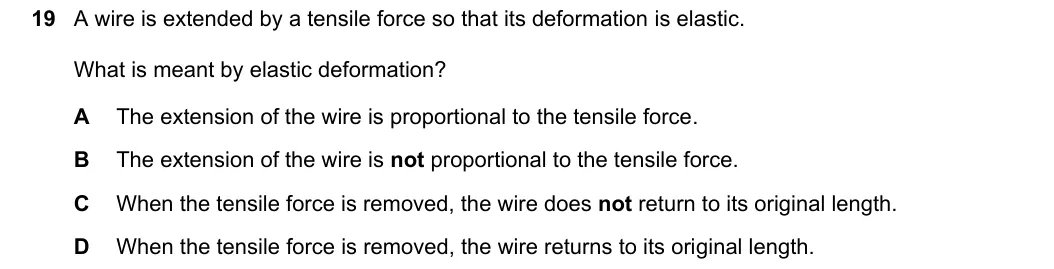 19 A wire is extended by a tensile force so that its deformation is elastic.
What is meant by elastic deformation?
A The extension of the wire is proportional to the tensile force.
B The extension of the wire is not proportional to the tensile force.
C When the tensile force is removed, the wire does not return to its original length.
D When the tensile force is removed, the wire returns to its original length.